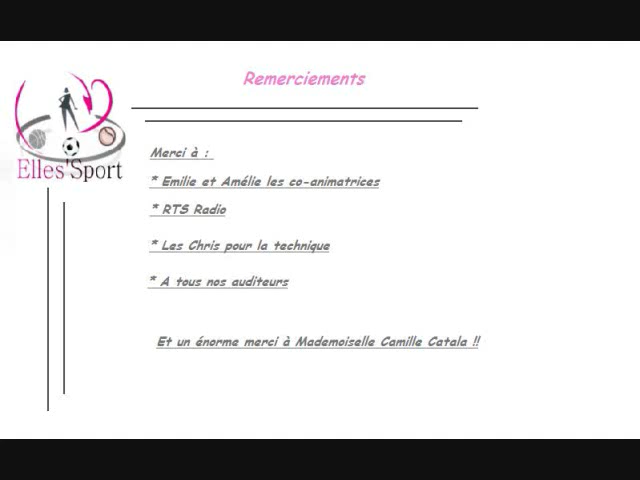 Remerciements
Elles'Sport
Merci à :
* Emilie et Amélie les co-animatrices
* RTS Radio
* Les Chris pour la technique
* A tous nos auditeurs
Et un énorme merci à Mademoiselle Camille Catala !!